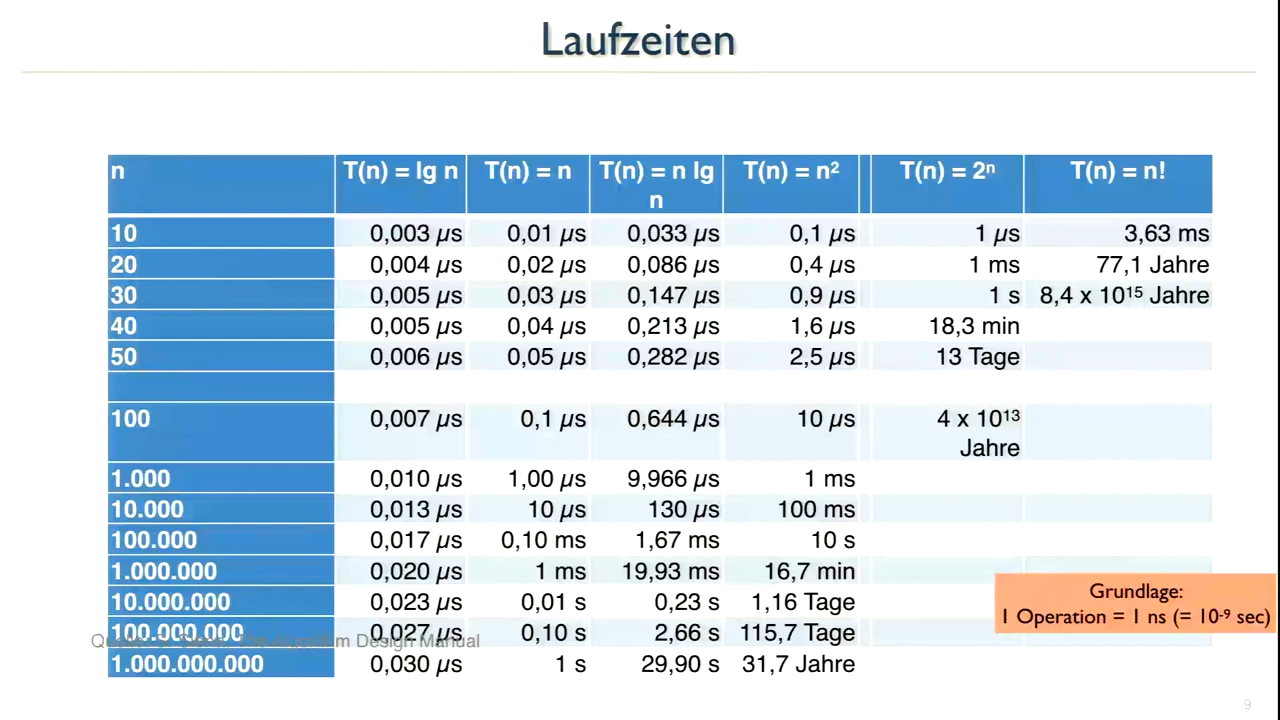 Laufzeiten
n T(n) = lg n T(n) = n T(n) = n lg n T(n) = n² T(n) = 2ⁿ T(n) = n!
10 0,003 µs 0,01 µs 0,033 µs 0,1 µs 1 µs 3,63 ms
20 0,004 µs 0,02 µs 0,086 µs 0,4 µs 1 ms 77,1 Jahre
30 0,005 µs 0,03 µs 0,147 µs 0,9 µs 1 s 8,4 x 10¹⁵ Jahre
40 0,005 µs 0,04 µs 0,213 µs 1,6 µs 18,3 min
50 0,006 µs 0,05 µs 0,282 µs 2,5 µs 13 Tage
100 0,007 µs 0,1 µs 0,644 µs 10 µs 4 x 10¹³ Jahre
1.000 0,010 µs 1,00 µs 9,966 µs 1 ms
10.000 0,013 µs 10 µs 130 µs 100 ms
100.000 0,017 µs 0,10 ms 1,67 ms 10 s
1.000.000 0,020 µs 1 ms 19,93 ms 16,7 min
10.000.000 0,023 µs 0,01 s 0,23 s 1,16 Tage
100.000.000 0,027 µs 0,10 s 2,66 s 115,7 Tage
1.000.000.000 0,030 µs 1 s 29,90 s 31,7 Jahre
Grundlage:
1 Operation = 1 ns (= 10⁻⁹ sec)
Design Manual
9